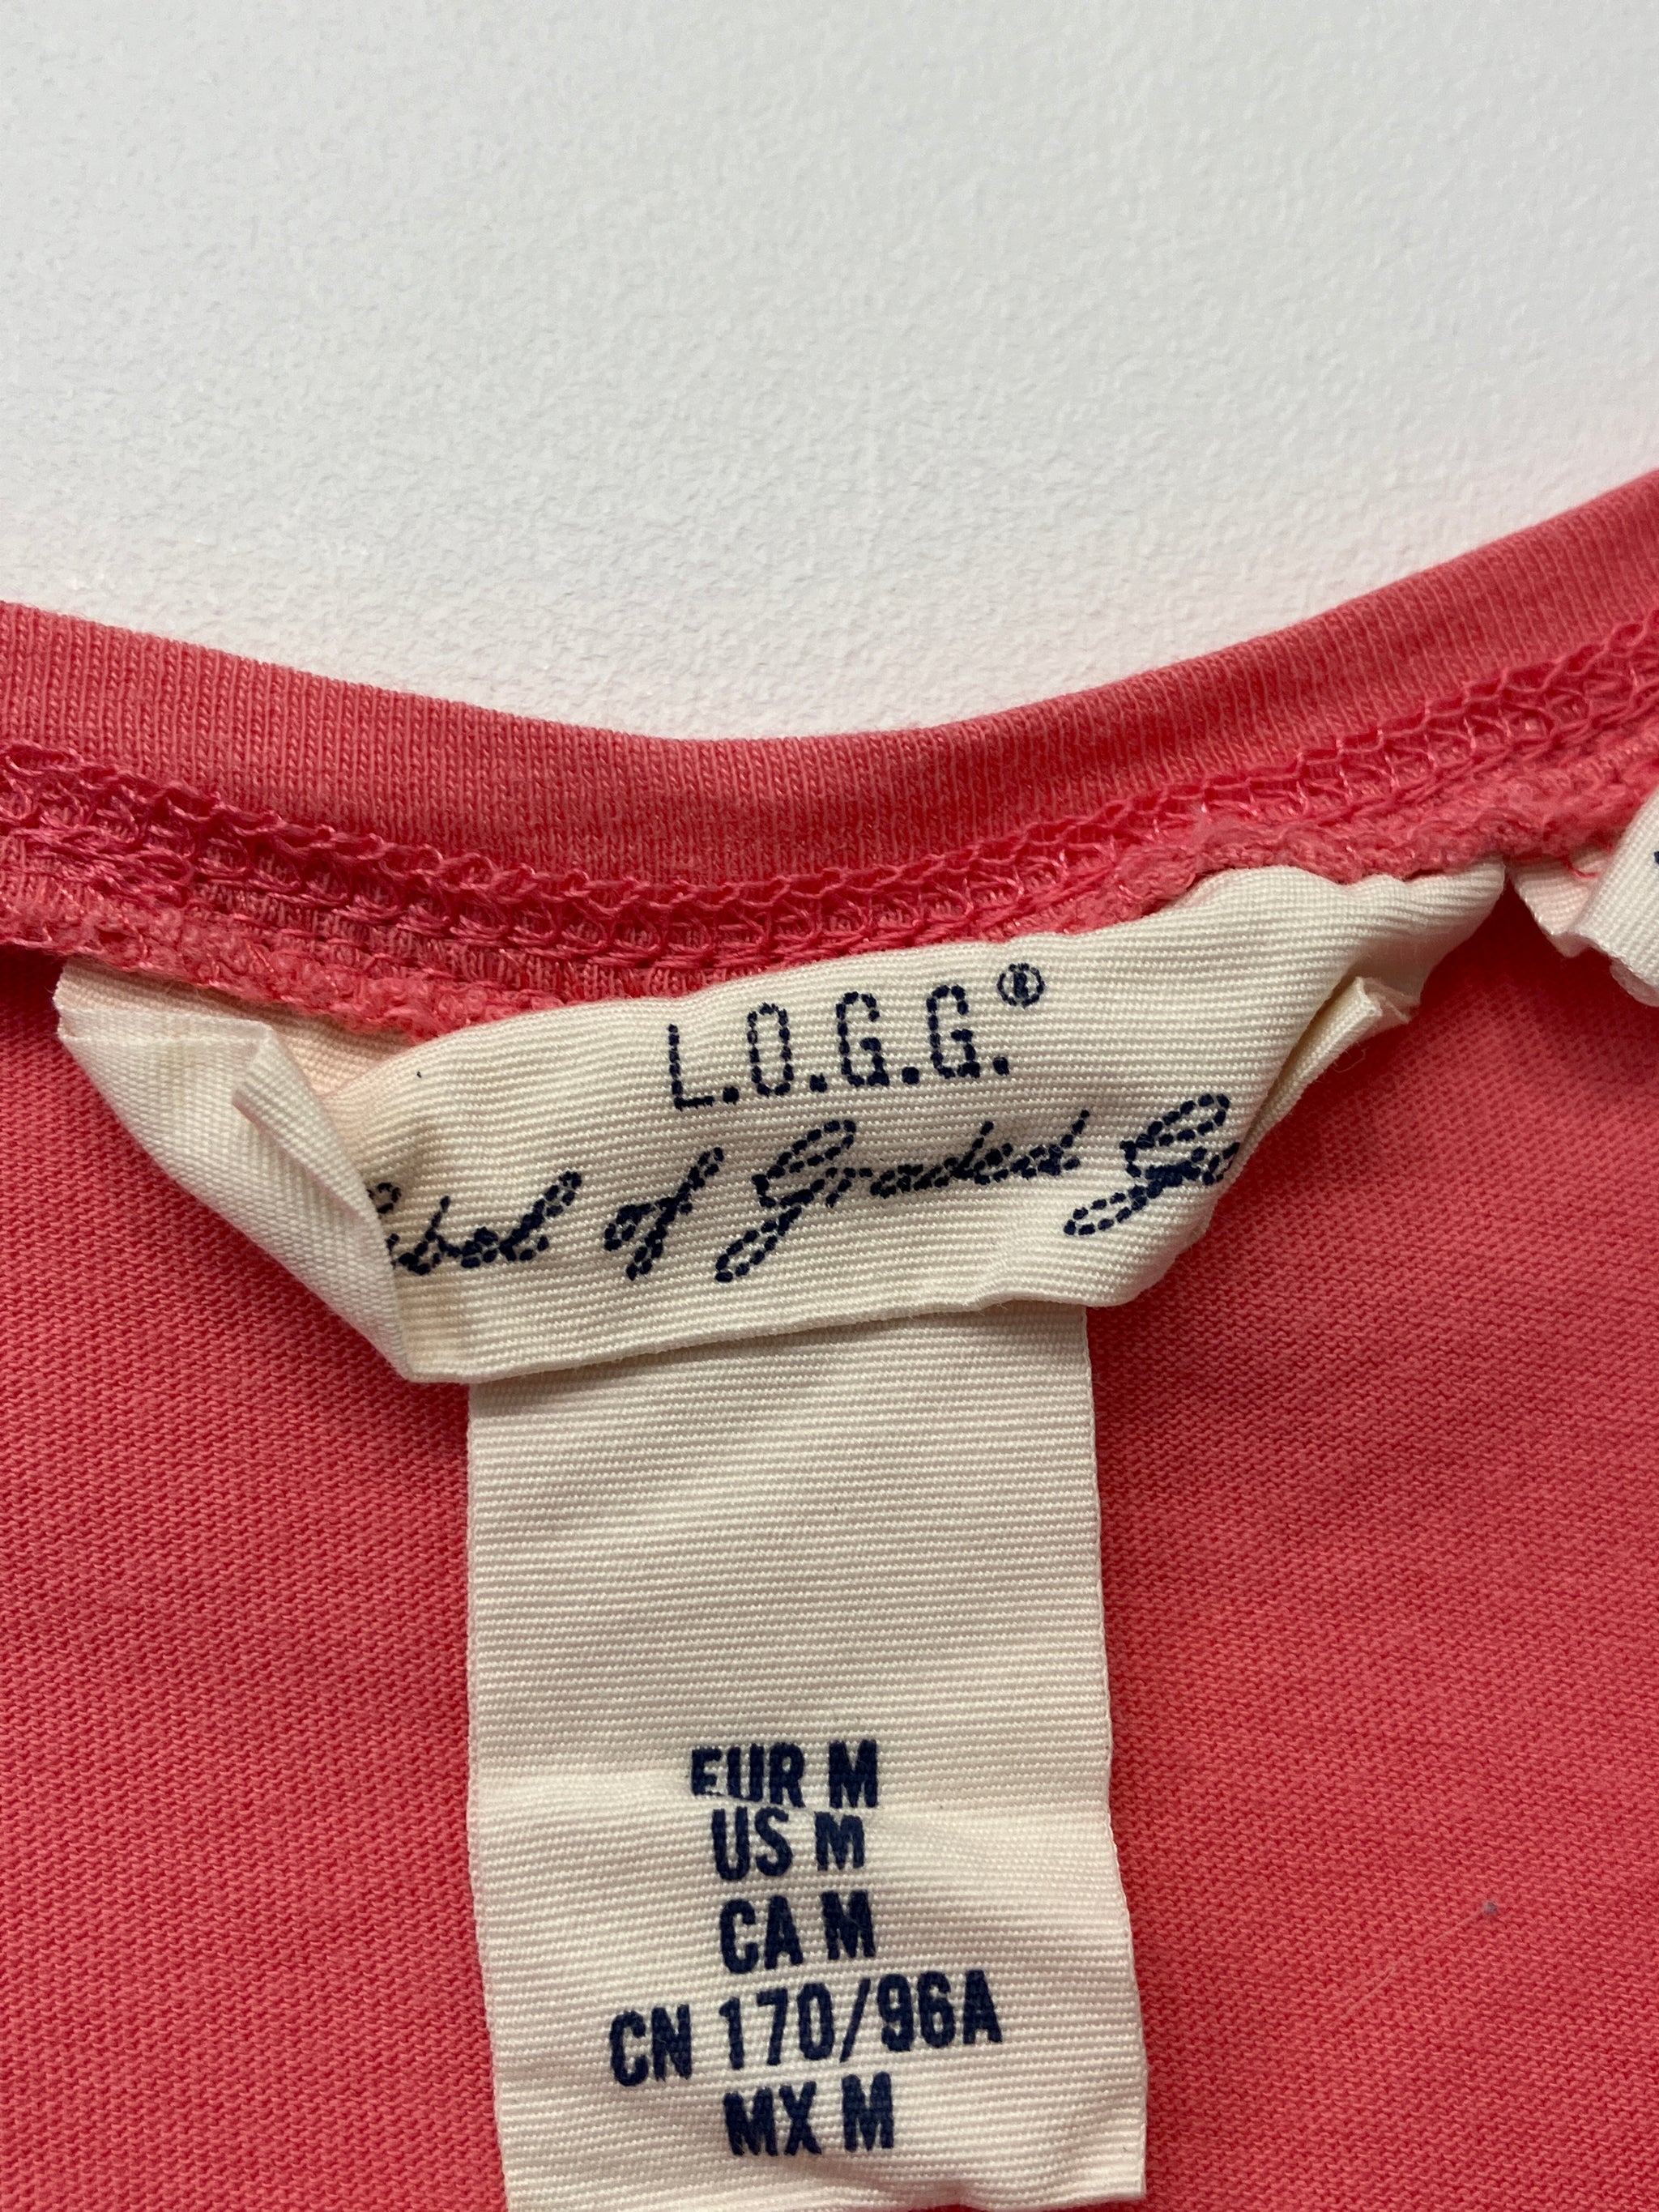 L.O.G.G.®
of Graded
EUR M
US M
CA M
CN 170/96A
MX M